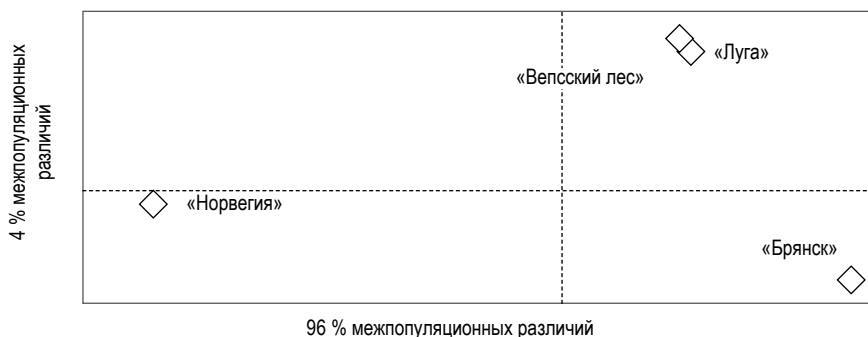 4 % межпопуляционных
различий
«Луга»
«Вепсский лес»
«Норвегия»
«Брянск»
96 % межпопуляционных различий